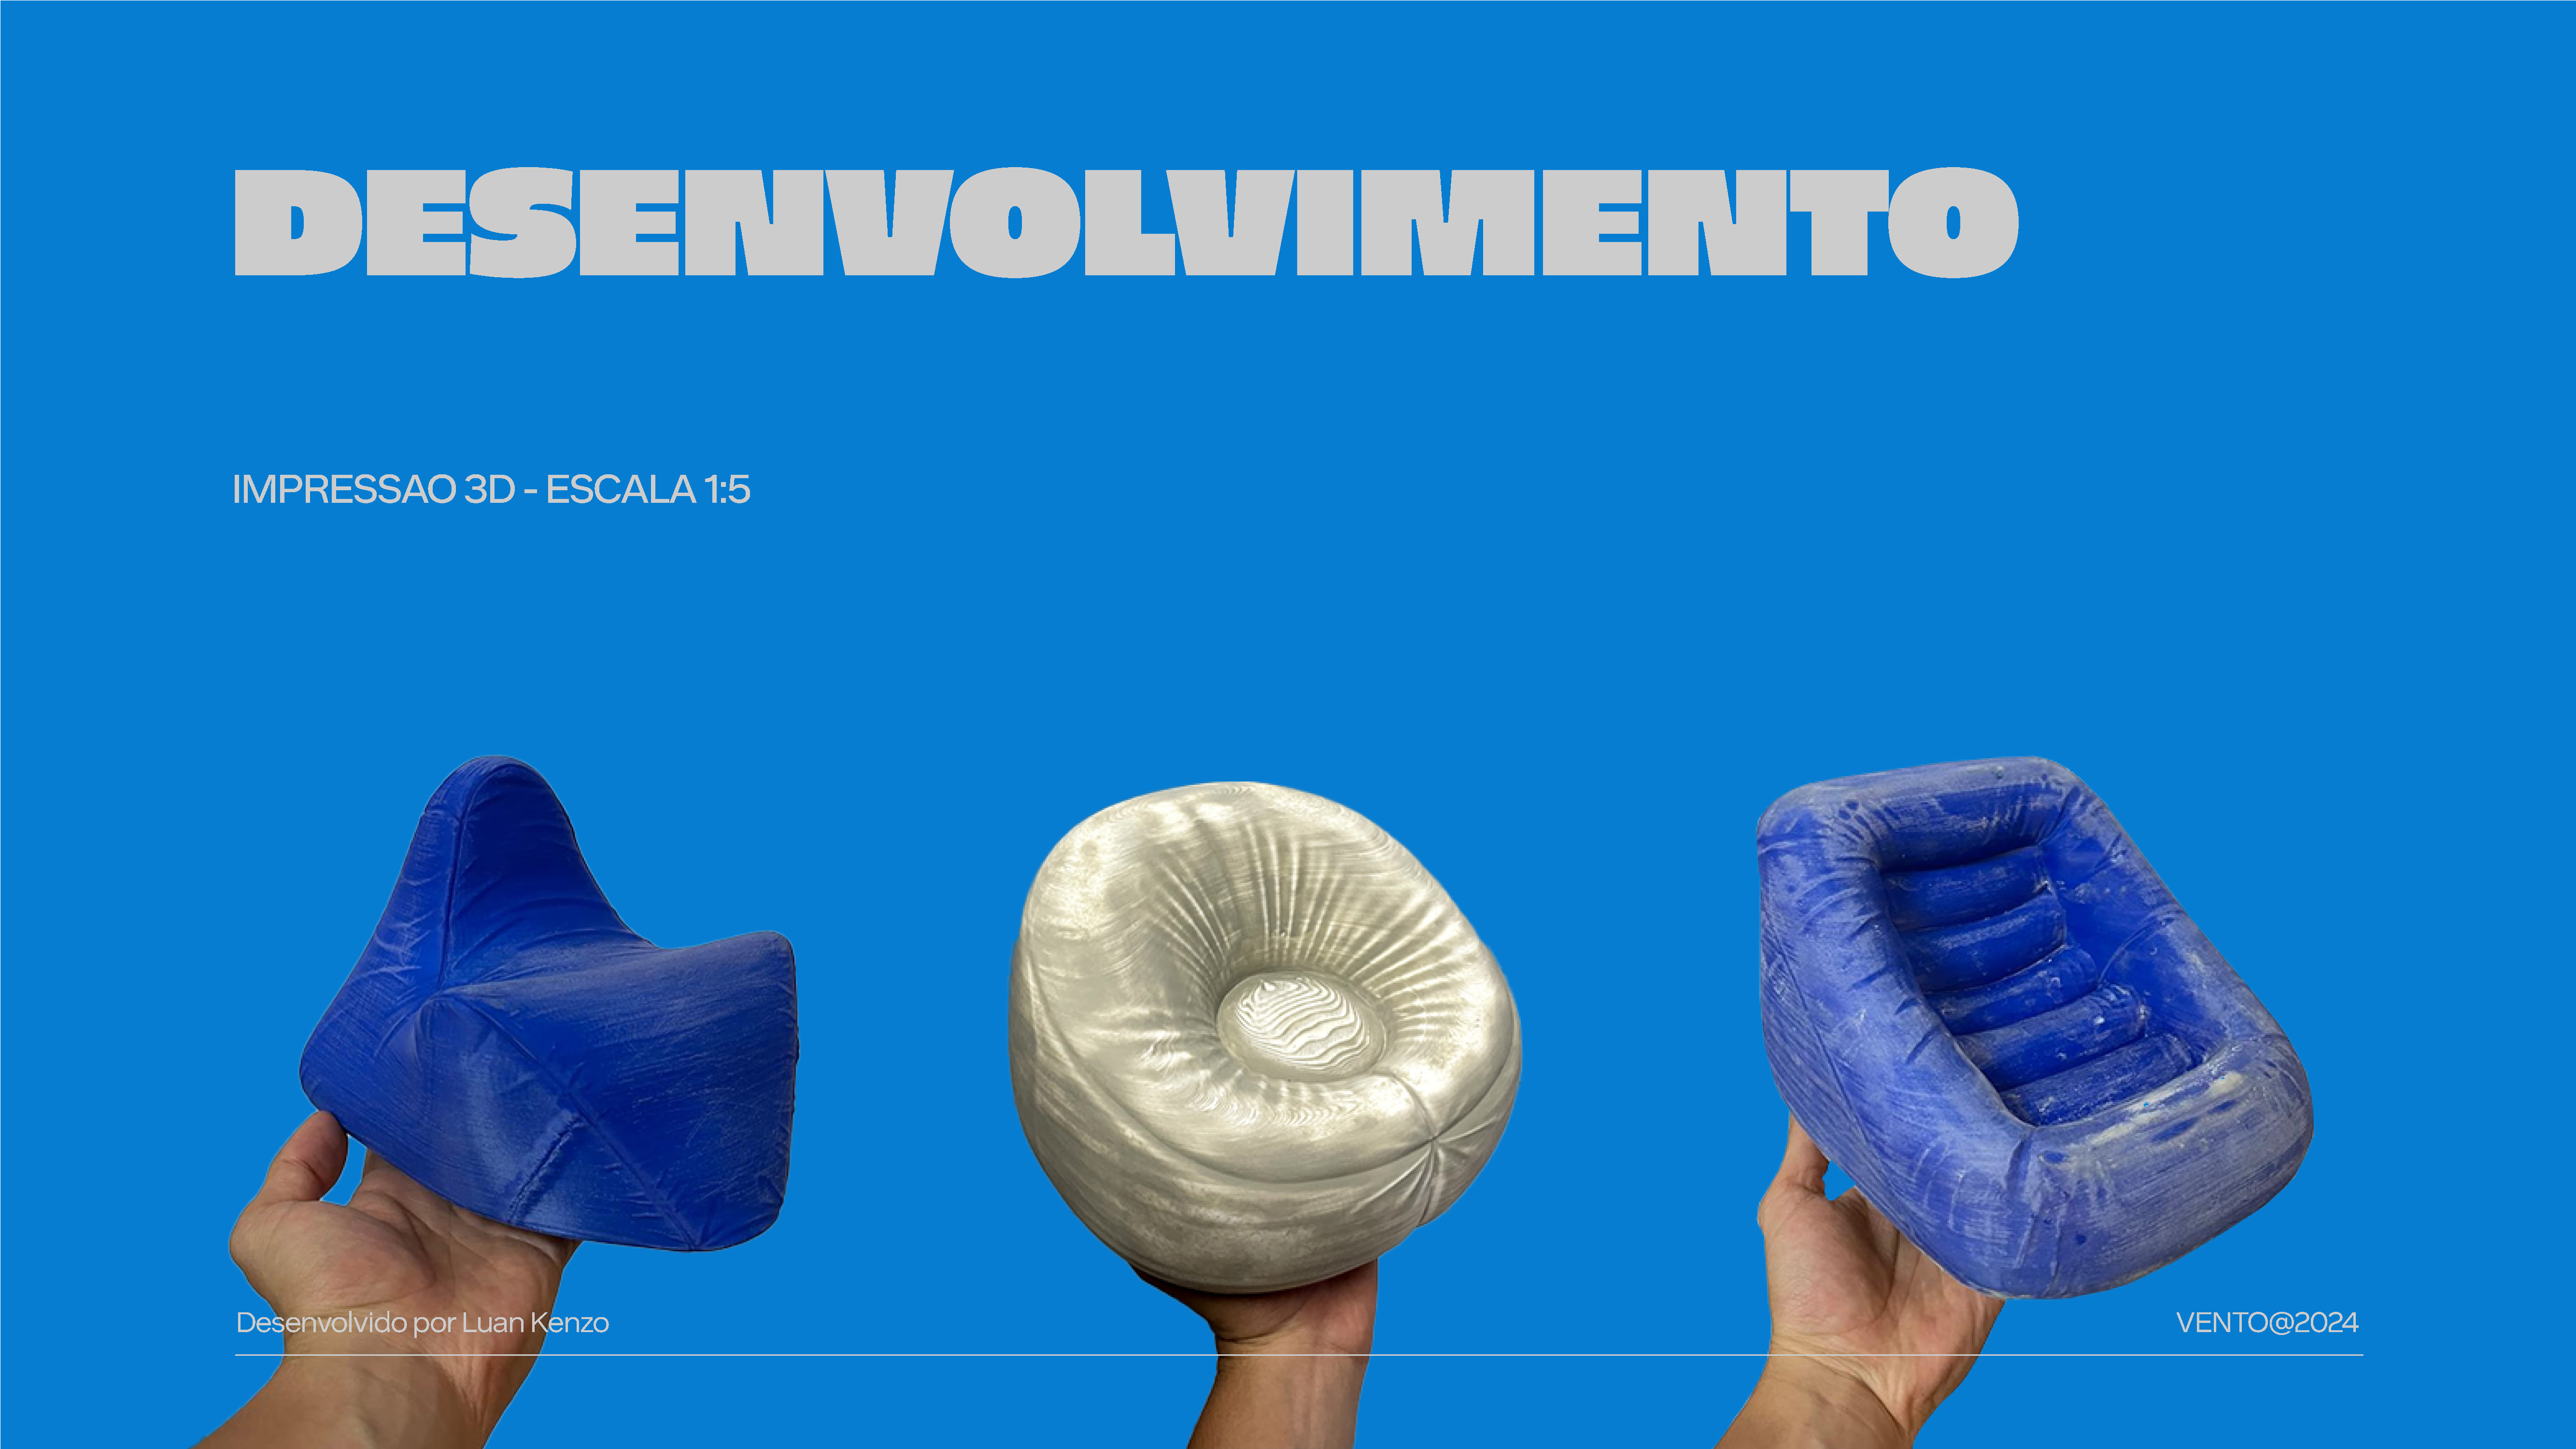 DESENVOLVIMENTO
IMPRESSAO 3D - ESCALA 1:5
Desenvolvido por Luan Kenzo
VENTO@2024